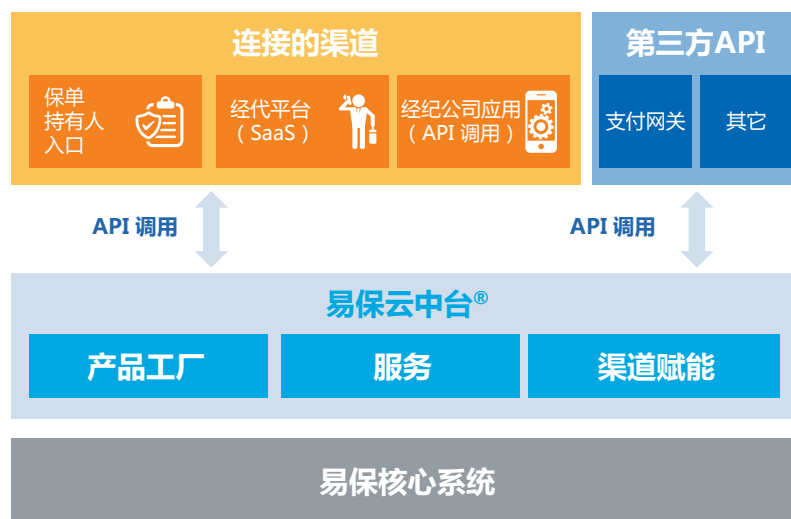 连接的渠道
保单
持有人
入口
经代平台
（SaaS）
经纪公司应用
（API 调用）
第三方API
支付网关
其它
API 调用
API 调用
易保云中台®
产品工厂
服务
渠道赋能
易保核心系统